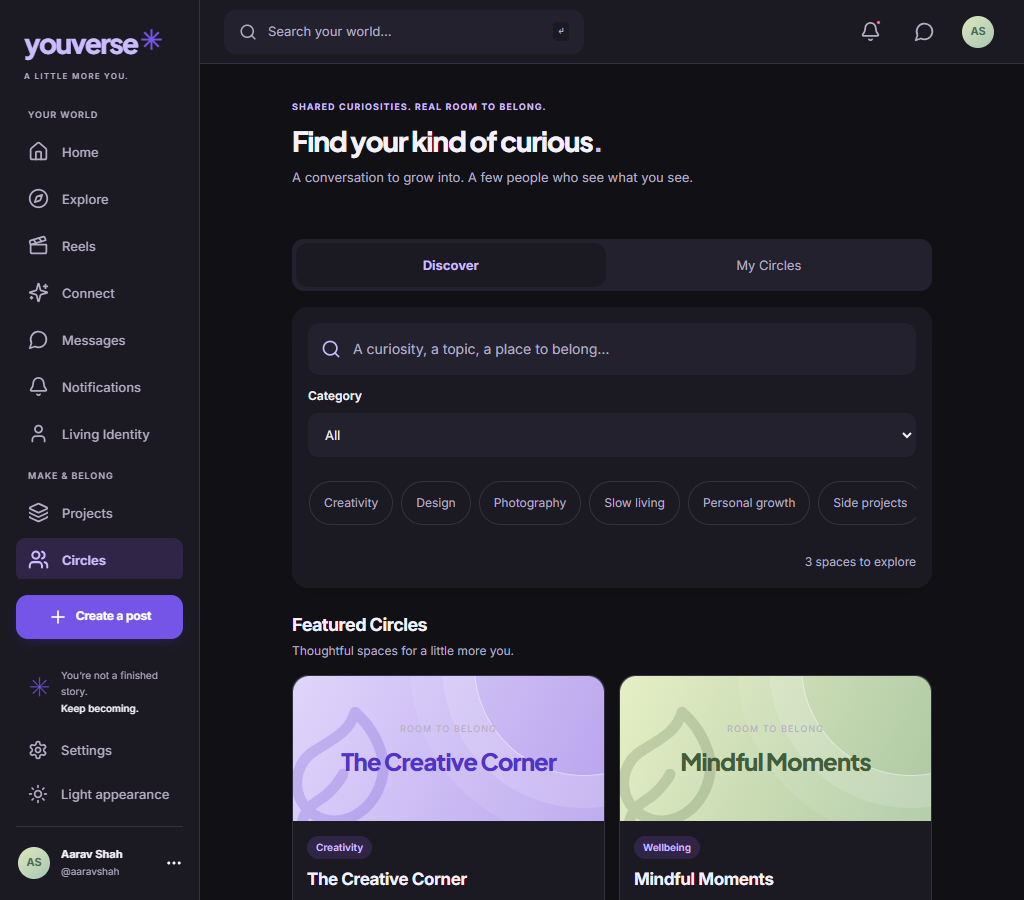 youverse
A LITTLE MORE YOU.
YOUR WORLD
Home
Explore
Reels
Connect
Messages
Notifications
Living Identity
MAKE & BELONG
Projects
Circles
Create a post
You're not a finished
story.
Keep becoming.
Settings
Light appearance
AS
Aarav Shah
@aaravshah
Search your world...
AS
SHARED CURIOSITIES. REAL ROOM TO BELONG.
Find your kind of curious.
A conversation to grow into. A few people who see what you see.
Discover
My Circles
A curiosity, a topic, a place to belong...
Category
All
Creativity
Design
Photography
Slow living
Personal growth
Side projects
3 spaces to explore
Featured Circles
Thoughtful spaces for a little more you.
ROOM TO BELONG
The Creative Corner
Creativity
The Creative Corner
ROOM TO BELONG
Mindful Moments
Wellbeing
Mindful Moments